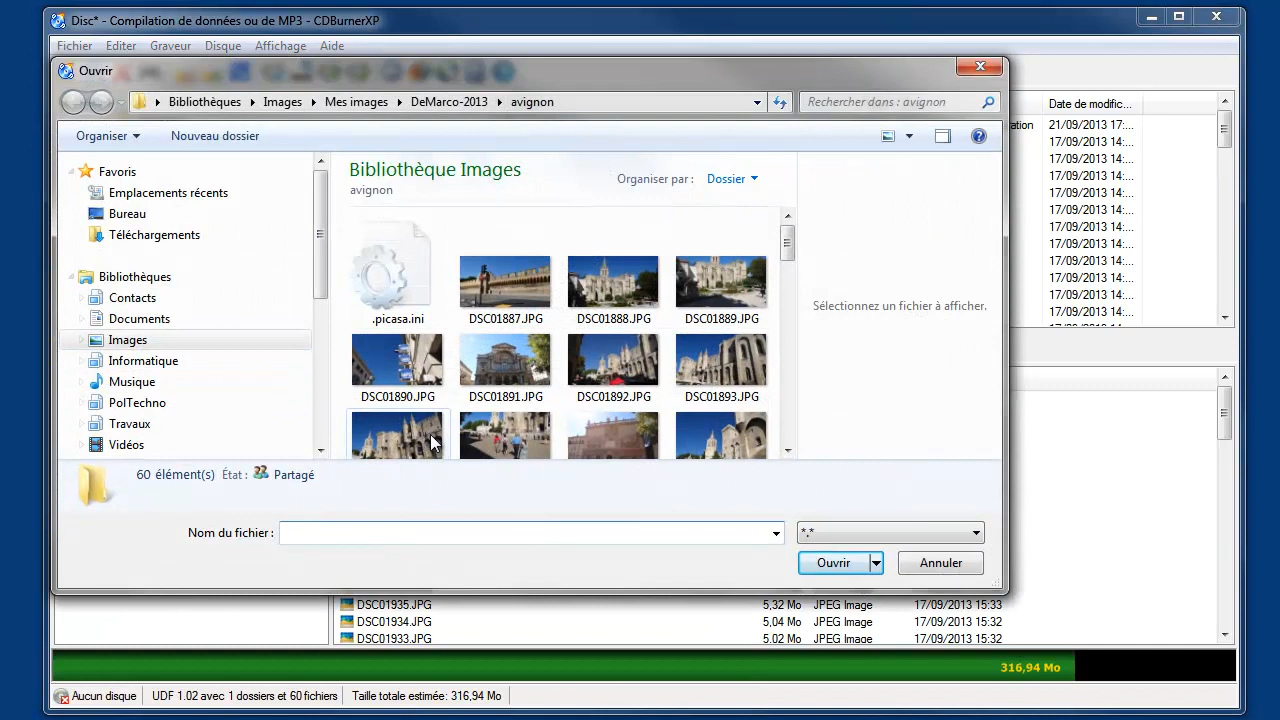 Disc* - Compilation de données ou de MP3 - CDBurnerXP
Fichier Editer Graveur Disque Affichage Aide
Ouvrir
Bibliothèques Images Mes images DeMarco-2013 avignon
Rechercher dans : avignon
Organiser Nouveau dossier
Favoris
Emplacements récents
Bureau
Téléchargements
Bibliothèques
Contacts
Documents
Images
Informatique
Musique
PolTechno
Travaux
Vidéos
Bibliothèque Images
avignon
Organiser par : Dossier
.picasa.ini DSC01887.JPG DSC01888.JPG DSC01889.JPG
DSC01890.JPG DSC01891.JPG DSC01892.JPG DSC01893.JPG
Sélectionnez un fichier à afficher.
60 élément(s) État : Partagé
Nom du fichier : *.*
Ouvrir Annuler
Date de modific...
ation 21/09/2013 17:...
17/09/2013 14:...
17/09/2013 14:...
17/09/2013 14:...
17/09/2013 14:...
17/09/2013 14:...
17/09/2013 14:...
17/09/2013 14:...
17/09/2013 14:...
17/09/2013 14:...
17/09/2013 14:...
17/09/2013 14:...
DSC01935.JPG 5,32 Mo JPEG Image 17/09/2013 15:33
DSC01934.JPG 5,04 Mo JPEG Image 17/09/2013 15:32
DSC01933.JPG 5,02 Mo JPEG Image 17/09/2013 15:32
316,94 Mo
Aucun disque UDF 1.02 avec 1 dossiers et 60 fichiers Taille totale estimée: 316,94 Mo